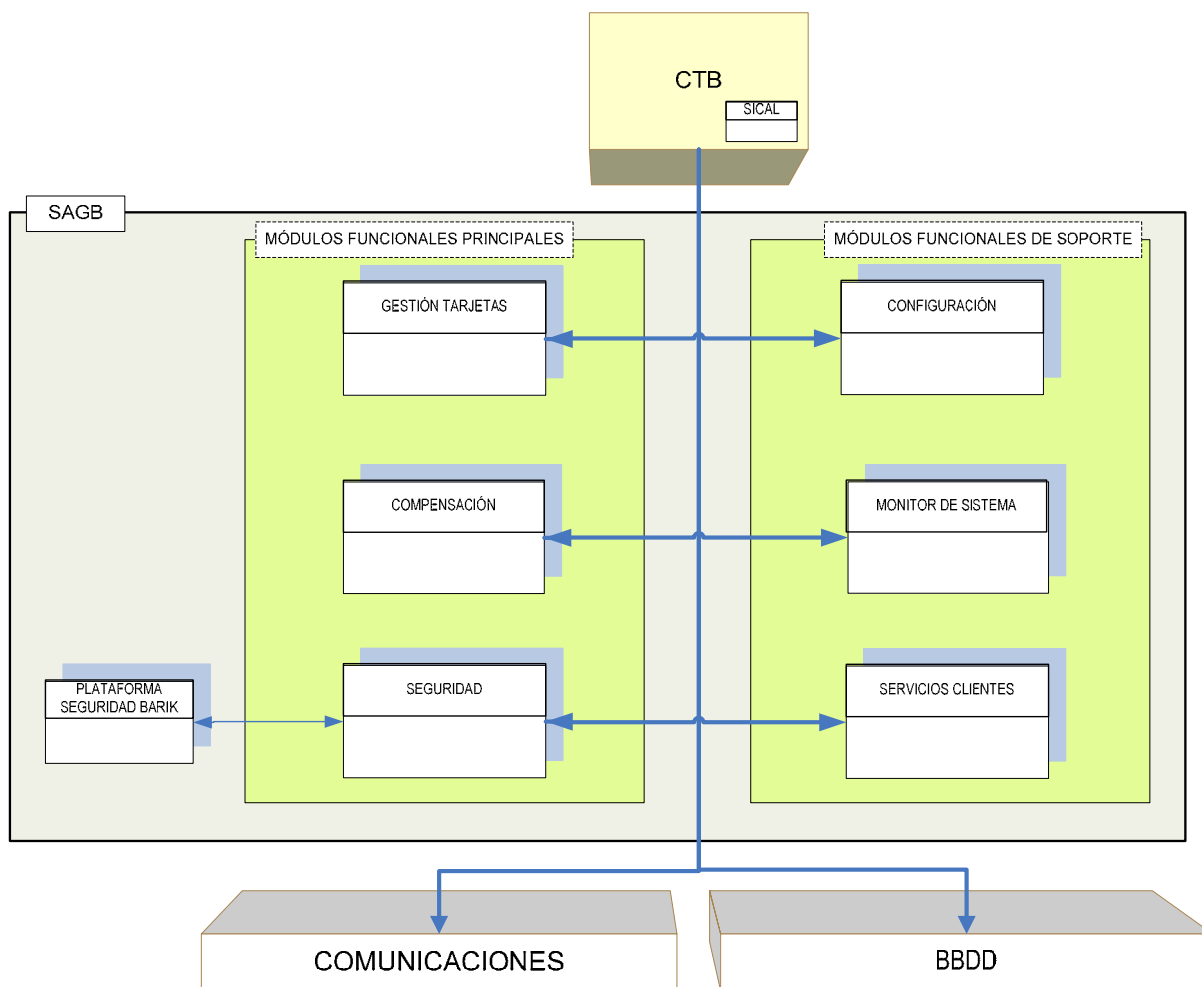 CTB
SICAL
SAGB
MÓDULOS FUNCIONALES PRINCIPALES
MÓDULOS FUNCIONALES DE SOPORTE
GESTIÓN TARJETAS
CONFIGURACIÓN
COMPENSACIÓN
MONITOR DE SISTEMA
PLATAFORMA
SEGURIDAD BARIK
SEGURIDAD
SERVICIOS CLIENTES
COMUNICACIONES
BBDD